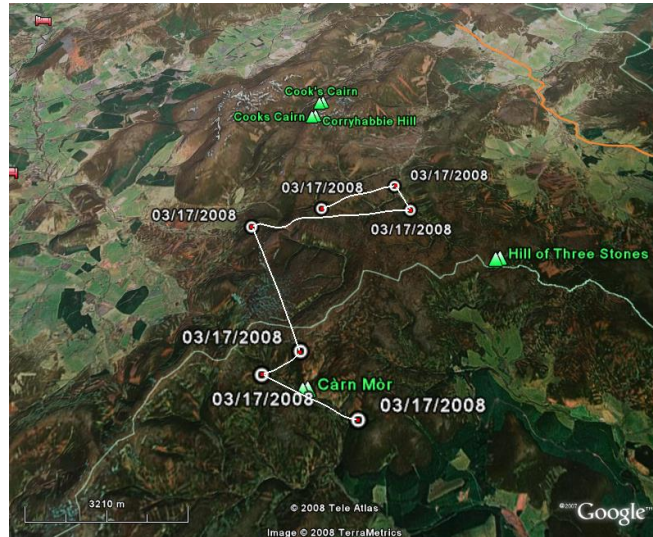 Cook's Cairn
Cooks Cairn
Corryhabbie Hill
03/17/2008
03/17/2008
03/17/2008
03/17/2008
Hill of Three Stones
03/17/2008
Càrn Mòr
03/17/2008
03/17/2008
3210 m
© 2008 Tele Atlas
©2007 Google™
Image © 2008 TerraMetrics